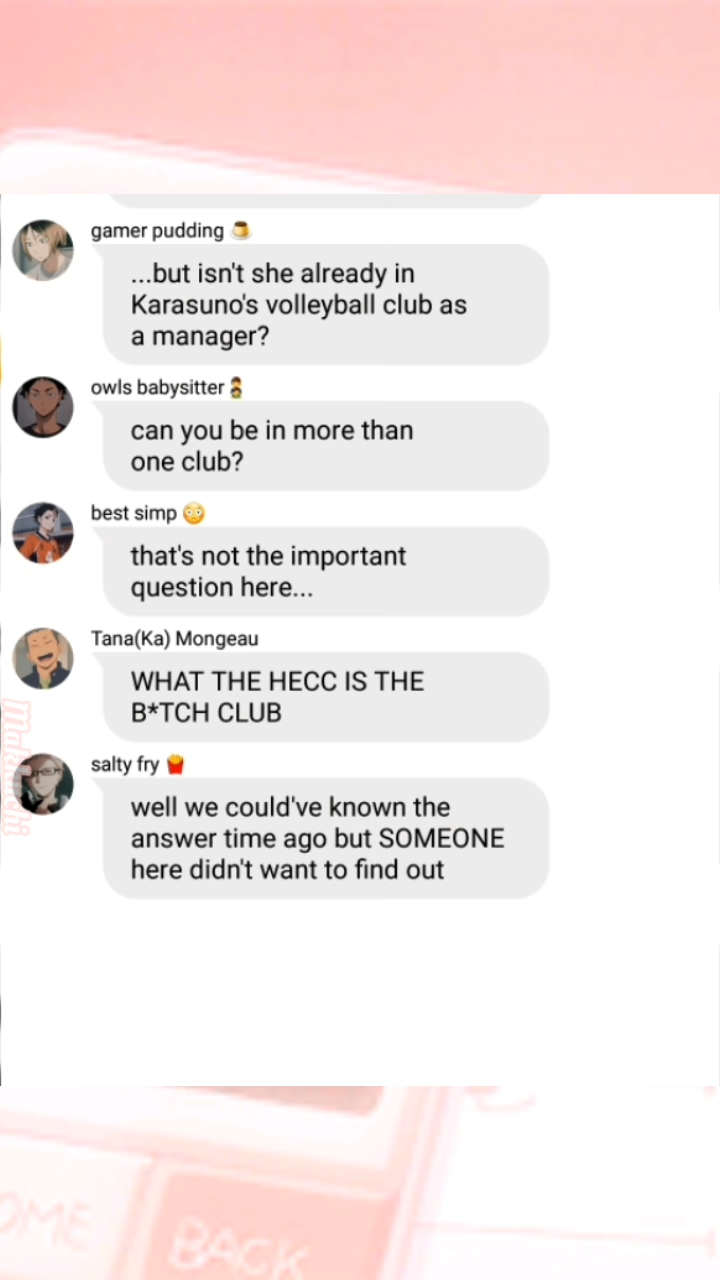 gamer pudding 🍮
...but isn't she already in
Karasuno's volleyball club as
a manager?
owls babysitter 🤱
can you be in more than
one club?
best simp 😳
that's not the important
question here...
Tana(Ka) Mongeau
WHAT THE HECC IS THE
B*TCH CLUB
salty fry 🍟
well we could've known the
answer time ago but SOMEONE
here didn't want to find out
BACK